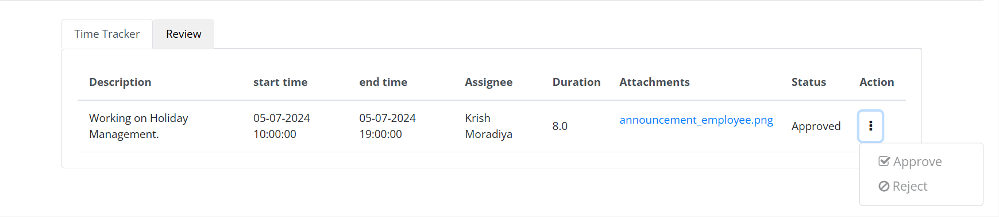 Time Tracker Review
Description start time end time Assignee Duration Attachments Status Action
Working on Holiday Management. 05-07-2024 10:00:00 05-07-2024 19:00:00 Krish Moradiya 8.0 announcement_employee.png Approved
Approve
Reject